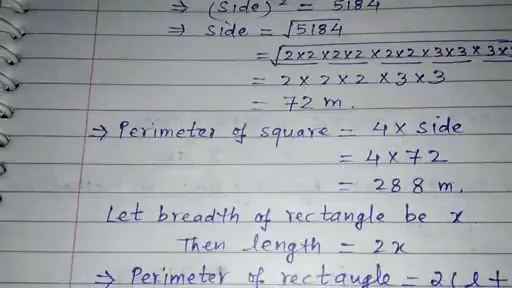 ⇒ (side)² = 5184
⇒ side = √5184
= √2×2×2×2×2×2×3×3×3×
= 2×2×2×3×3
= 72 m.
⇒ Perimeter of square = 4 × side
= 4×72
= 288 m.
Let breadth of rectangle be x
Then length = 2x
⇒ Perimeter of rectangle = 2(l+